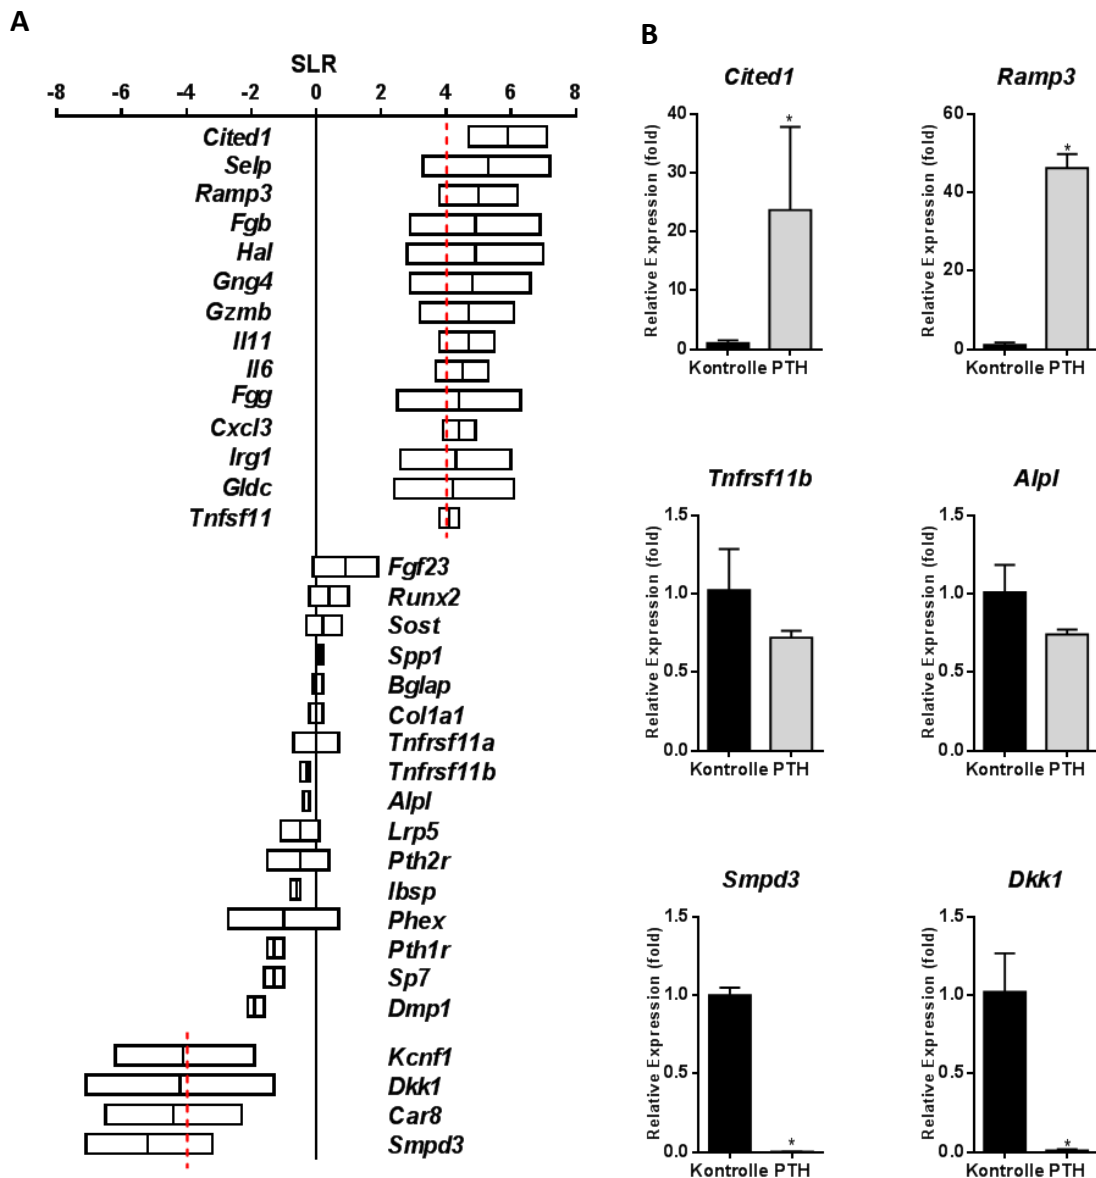 A
SLR
-8 -6 -4 -2 0 2 4 6 8
Cited1
Selp
Ramp3
Fgb
Hal
Gng4
Gzmb
Il11
Il6
Fgg
Cxcl3
Irg1
Gldc
Tnfsf11
Fgf23
Runx2
Sost
Spp1
Bglap
Col1a1
Tnfrsf11a
Tnfrsf11b
Alpl
Lrp5
Pth2r
Ibsp
Phex
Pth1r
Sp7
Dmp1
Kcnf1
Dkk1
Car8
Smpd3
B
Cited1
Relative Expression (fold)
40
30
20
10
0
*
Kontrolle PTH
Ramp3
Relative Expression (fold)
60
40
20
0
*
Kontrolle PTH
Tnfrsf11b
Relative Expression (fold)
1.5
1.0
0.5
0.0
Kontrolle PTH
Alpl
Relative Expression (fold)
1.5
1.0
0.5
0.0
Kontrolle PTH
Smpd3
Relative Expression (fold)
1.5
1.0
0.5
0.0
*
Kontrolle PTH
Dkk1
Relative Expression (fold)
1.5
1.0
0.5
0.0
*
Kontrolle PTH